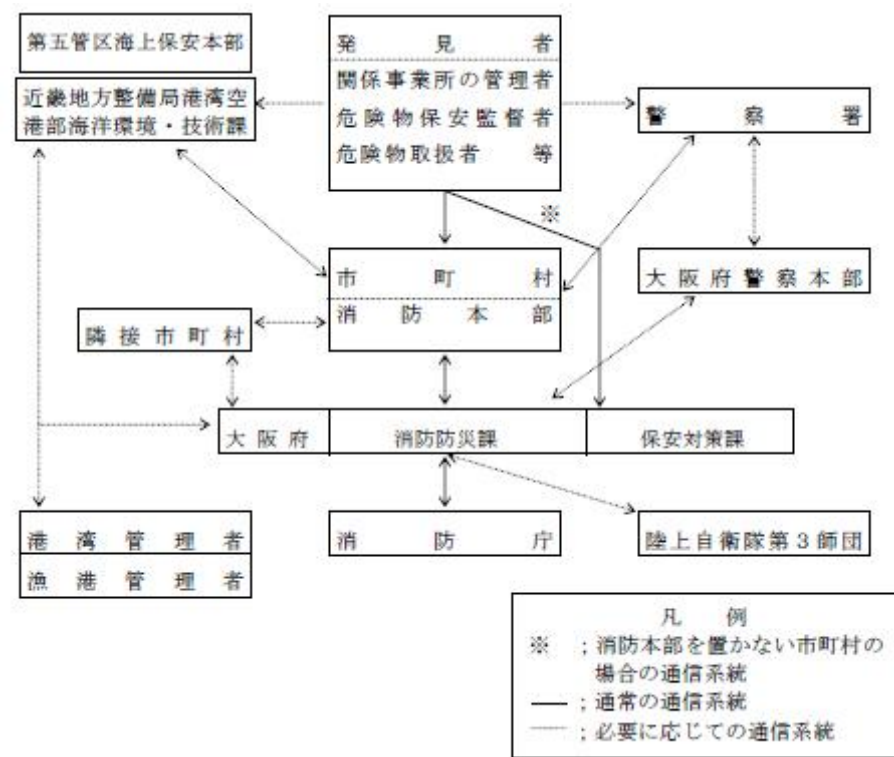 第五管区海上保安本部
近畿地方整備局港湾空
港部海洋環境・技術課
発見者
関係事業所の管理者
危険物保安監督者
危険物取扱者 等
警察署
※
市町村
消防本部
大阪府警察本部
隣接市町村
大阪府 消防防災課 保安対策課
港湾管理者
漁港管理者
消防庁
陸上自衛隊第3師団
凡 例
※ ;消防本部を置かない市町村の
場合の通信系統
;通常の通信系統
;必要に応じての通信系統